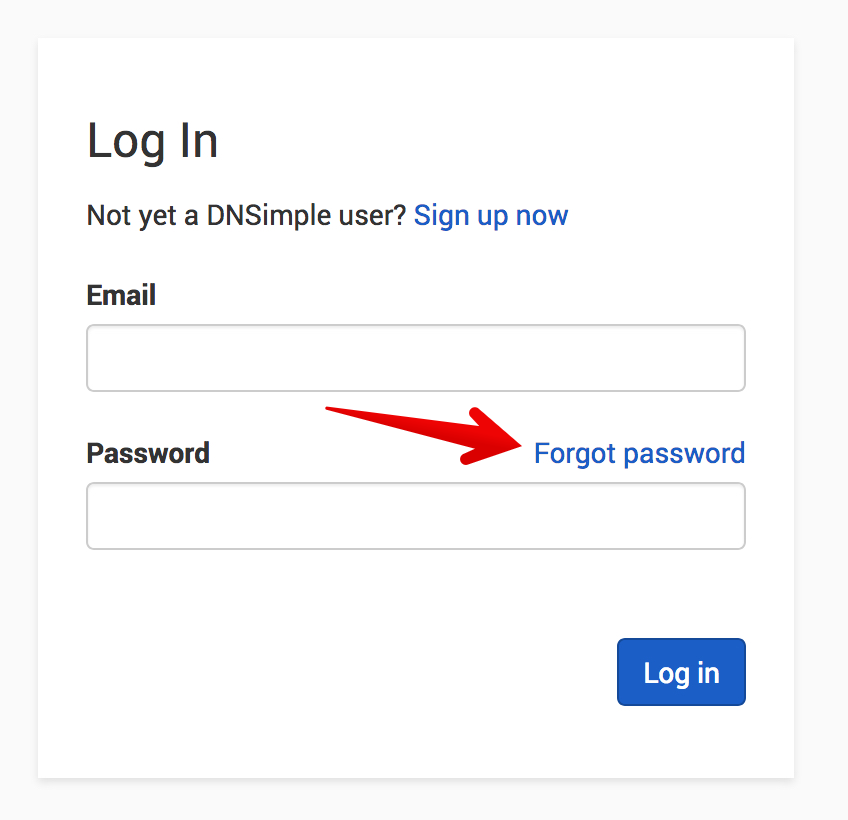 Log In
Not yet a DNSimple user? Sign up now
Email
Password Forgot password
Log in